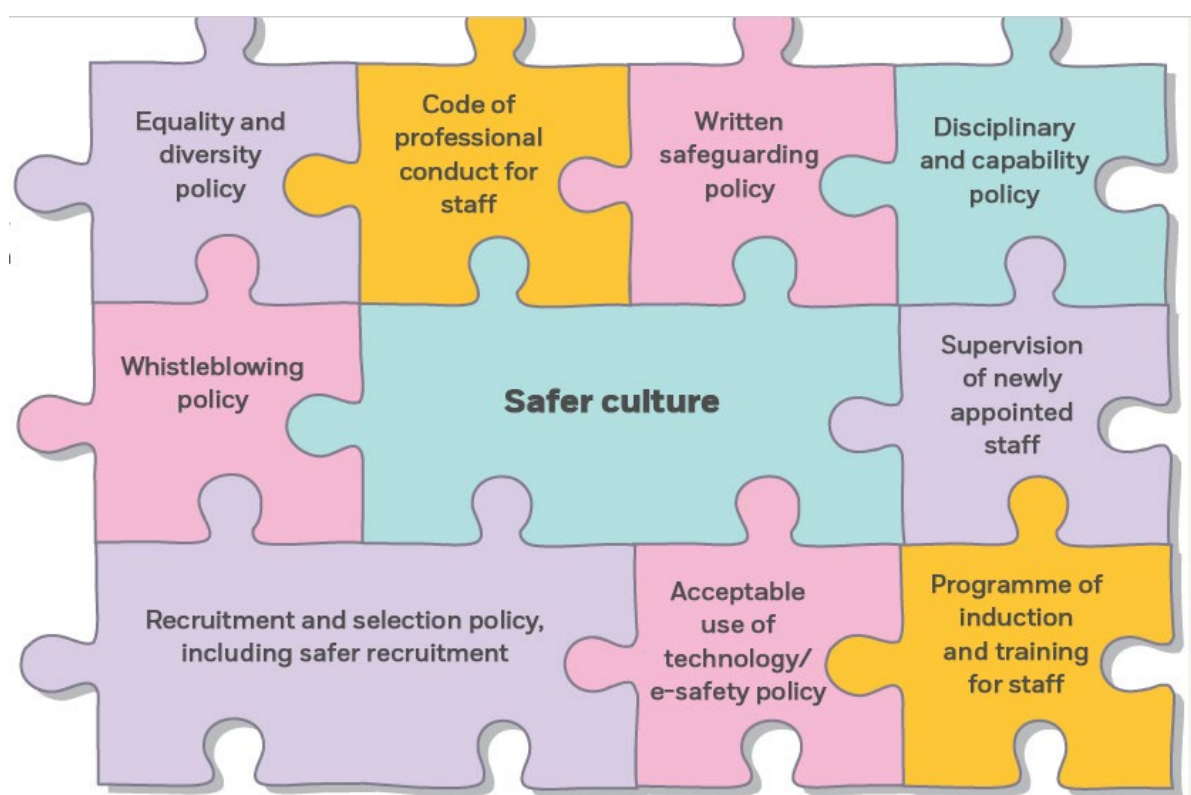 Equality and
diversity
policy
Code of
professional
conduct for
staff
Written
safeguarding
policy
Disciplinary
and capability
policy
Whistleblowing
policy
Safer culture
Supervision
of newly
appointed
staff
Recruitment and selection policy,
including safer recruitment
Acceptable
use of
technology/
e-safety policy
Programme of
induction
and training
for staff